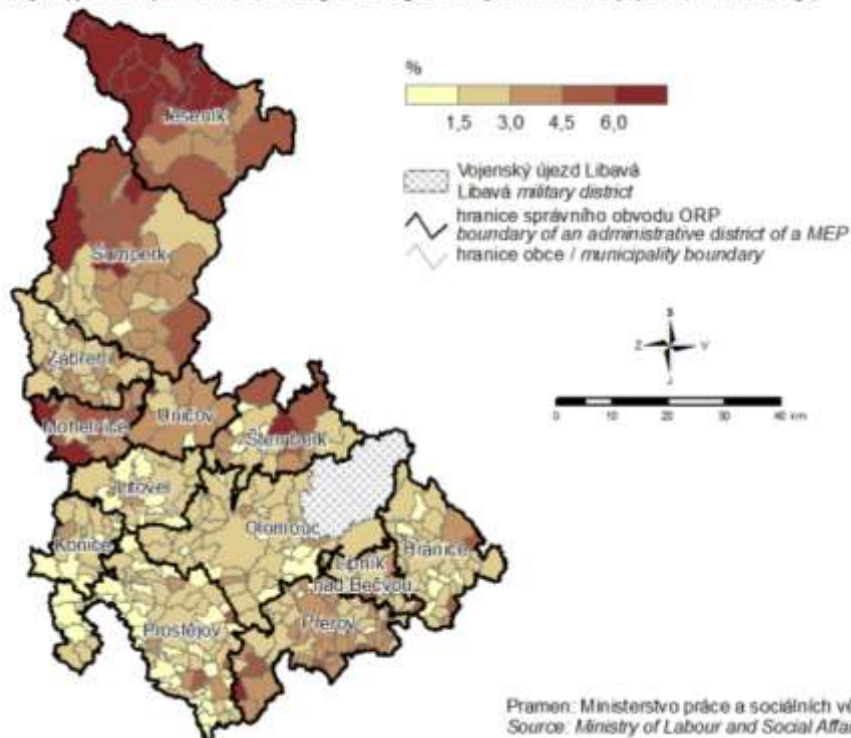 %
1,5 3,0 4,5 6,0
Vojenský újezd Libavá
Libavá military district
hranice správního obvodu ORP
boundary of an administrative district of a MEP
hranice obce / municipality boundary
S
Z V
J
0 10 20 30 40 km
Jeseník
Šumperk
Zábřeh
Mohelnice
Uničov
Šternberk
Litovel
Olomouc
Konice
Hranice
Lipník
nad Bečvou
Prostějov
Přerov
Pramen: Ministerstvo práce a sociálních
Source: Ministry of Labour and Social